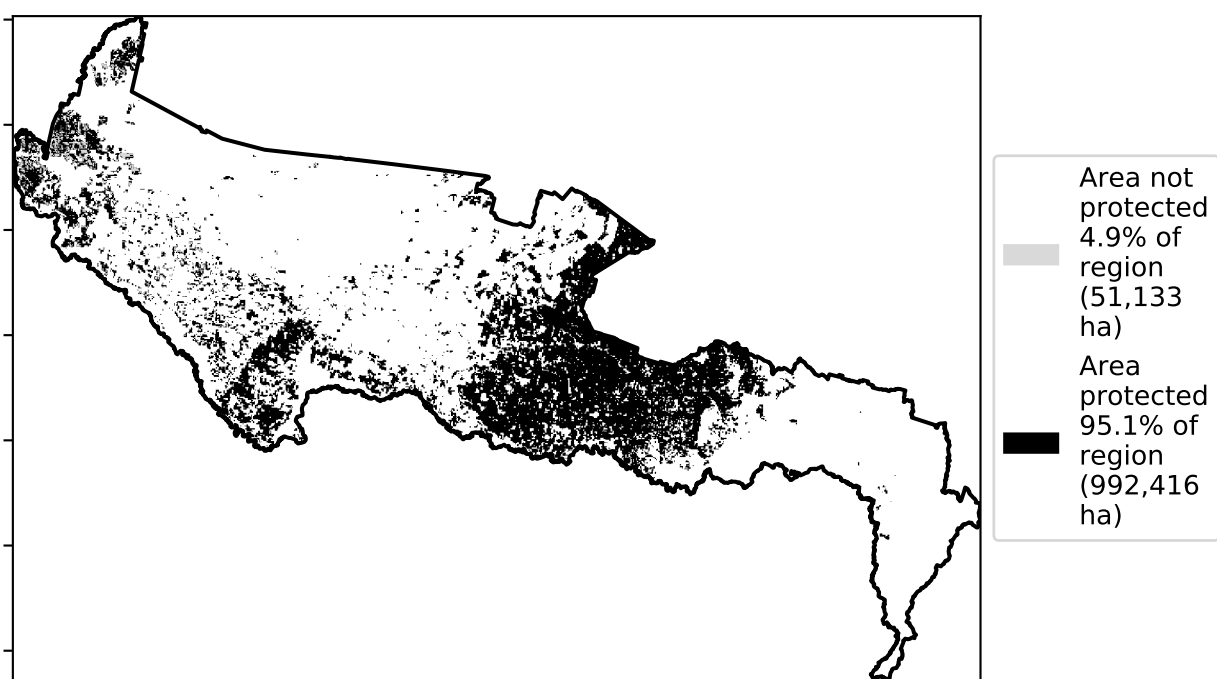 Area not
protected
4.9% of
region
(51,133
ha)
Area
protected
95.1% of
region
(992,416
ha)